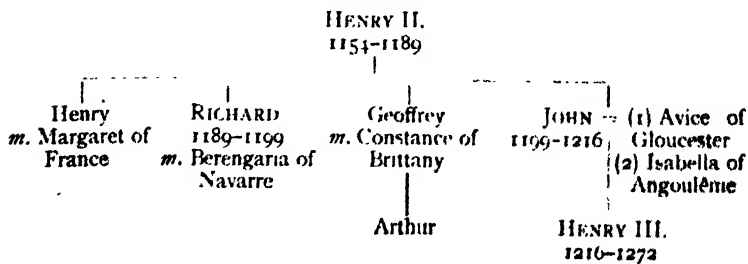 HENRY II.
1154-1189
Henry
m. Margaret of
France
RICHARD
1189-1199
m. Berengaria of
Navarre
Geoffrey
m. Constance of
Brittany
Arthur
JOHN = (1) Avice of
1199-1216 Gloucester
(2) Isabella of
Angoulême
HENRY III.
1216-1272